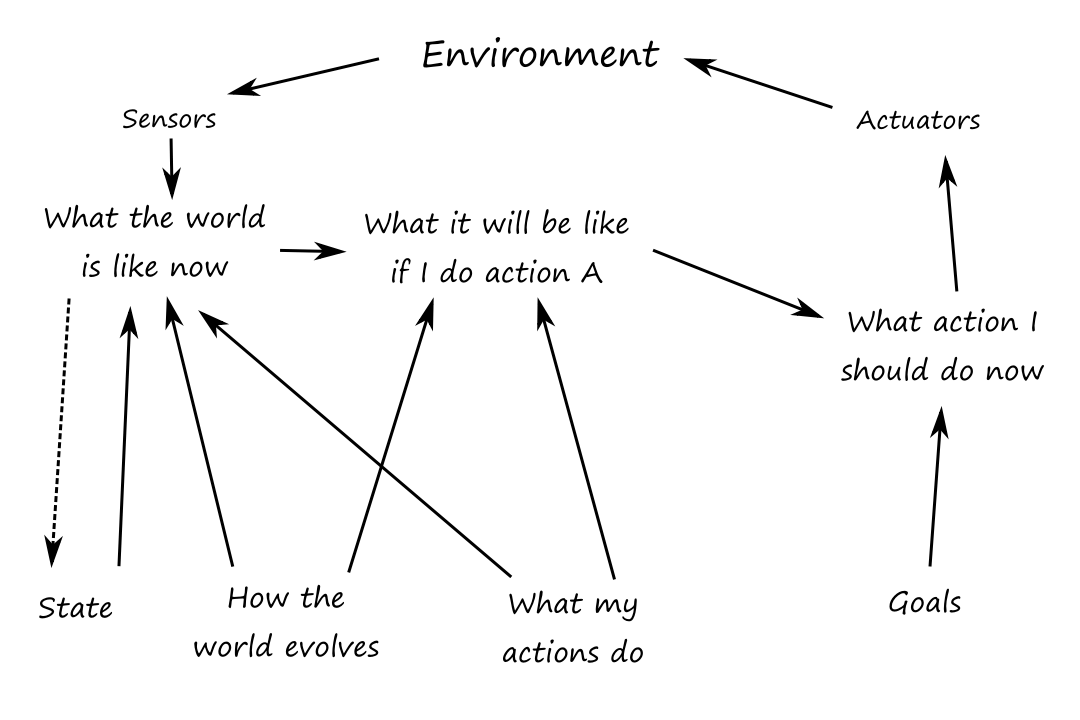 Environment
Sensors
Actuators
What the world
is like now
What it will be like
if I do action A
What action I
should do now
State
How the
world evolves
What my
actions do
Goals